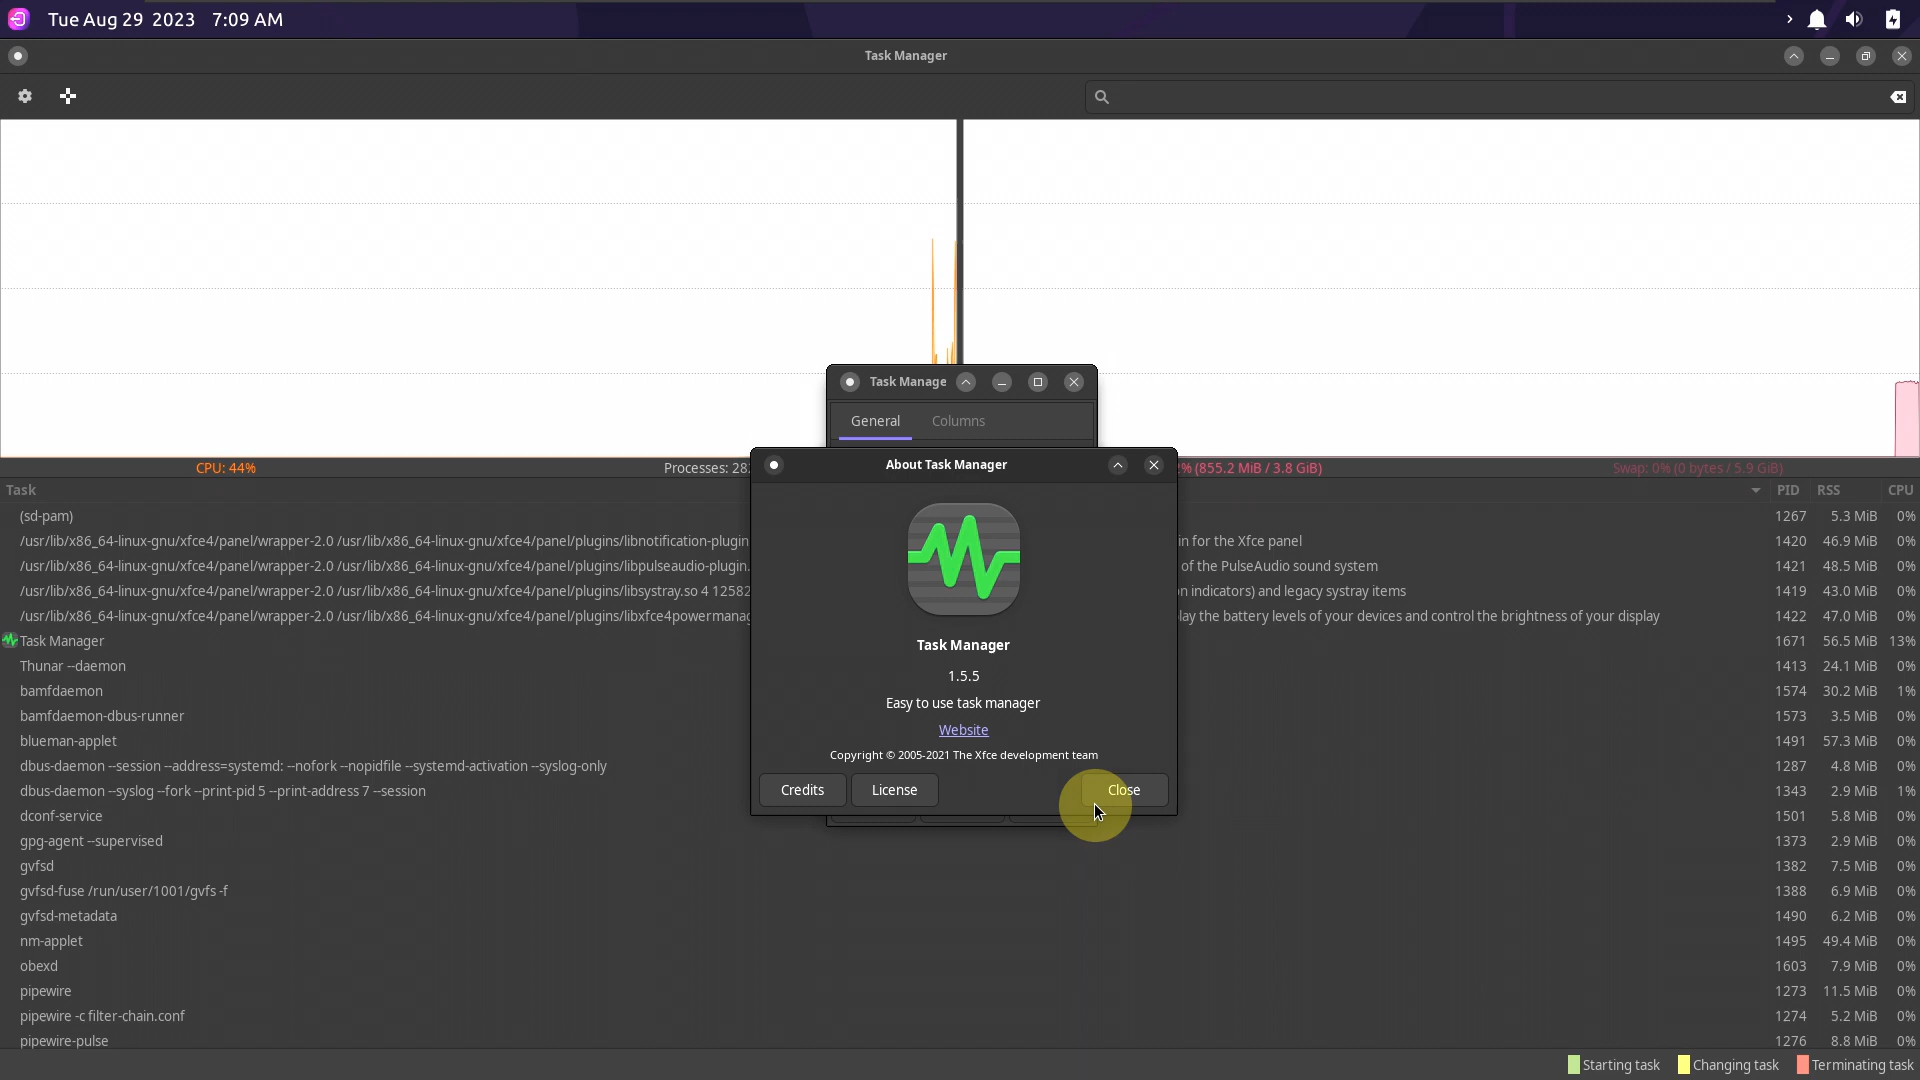 Tue Aug 29 2023 7:09 AM
Task Manager
CPU: 44%
Processes: 28
% (855.2 MiB / 3.8 GiB)
Swap: 0% (0 bytes / 5.9 GiB)
Task PID RSS CPU
(sd-pam) 1267 5.3 MiB 0%
/usr/lib/x86_64-linux-gnu/xfce4/panel/wrapper-2.0 /usr/lib/x86_64-linux-gnu/xfce4/panel/plugins/libnotification-plugin in for the Xfce panel 1420 46.9 MiB 0%
/usr/lib/x86_64-linux-gnu/xfce4/panel/wrapper-2.0 /usr/lib/x86_64-linux-gnu/xfce4/panel/plugins/libpulseaudio-plugin. of the PulseAudio sound system 1421 48.5 MiB 0%
/usr/lib/x86_64-linux-gnu/xfce4/panel/wrapper-2.0 /usr/lib/x86_64-linux-gnu/xfce4/panel/plugins/libsystray.so 4 12582 on indicators) and legacy systray items 1419 43.0 MiB 0%
/usr/lib/x86_64-linux-gnu/xfce4/panel/wrapper-2.0 /usr/lib/x86_64-linux-gnu/xfce4/panel/plugins/libxfce4powermanag lay the battery levels of your devices and control the brightness of your display 1422 47.0 MiB 0%
Task Manager 1671 56.5 MiB 13%
Thunar --daemon 1413 24.1 MiB 0%
bamfdaemon 1574 30.2 MiB 1%
bamfdaemon-dbus-runner 1573 3.5 MiB 0%
blueman-applet 1491 57.3 MiB 0%
dbus-daemon --session --address=systemd: --nofork --nopidfile --systemd-activation --syslog-only 1287 4.8 MiB 0%
dbus-daemon --syslog --fork --print-pid 5 --print-address 7 --session 1343 2.9 MiB 1%
dconf-service 1501 5.8 MiB 0%
gpg-agent --supervised 1373 2.9 MiB 0%
gvfsd 1382 7.5 MiB 0%
gvfsd-fuse /run/user/1001/gvfs -f 1388 6.9 MiB 0%
gvfsd-metadata 1490 6.2 MiB 0%
nm-applet 1495 49.4 MiB 0%
obexd 1603 7.9 MiB 0%
pipewire 1273 11.5 MiB 0%
pipewire -c filter-chain.conf 1274 5.2 MiB 0%
pipewire-pulse 1276 8.8 MiB 0%
Starting task Changing task Terminating task
Task Manage
General Columns
About Task Manager
Task Manager
1.5.5
Easy to use task manager
Website
Copyright © 2005-2021 The Xfce development team
Credits License Close